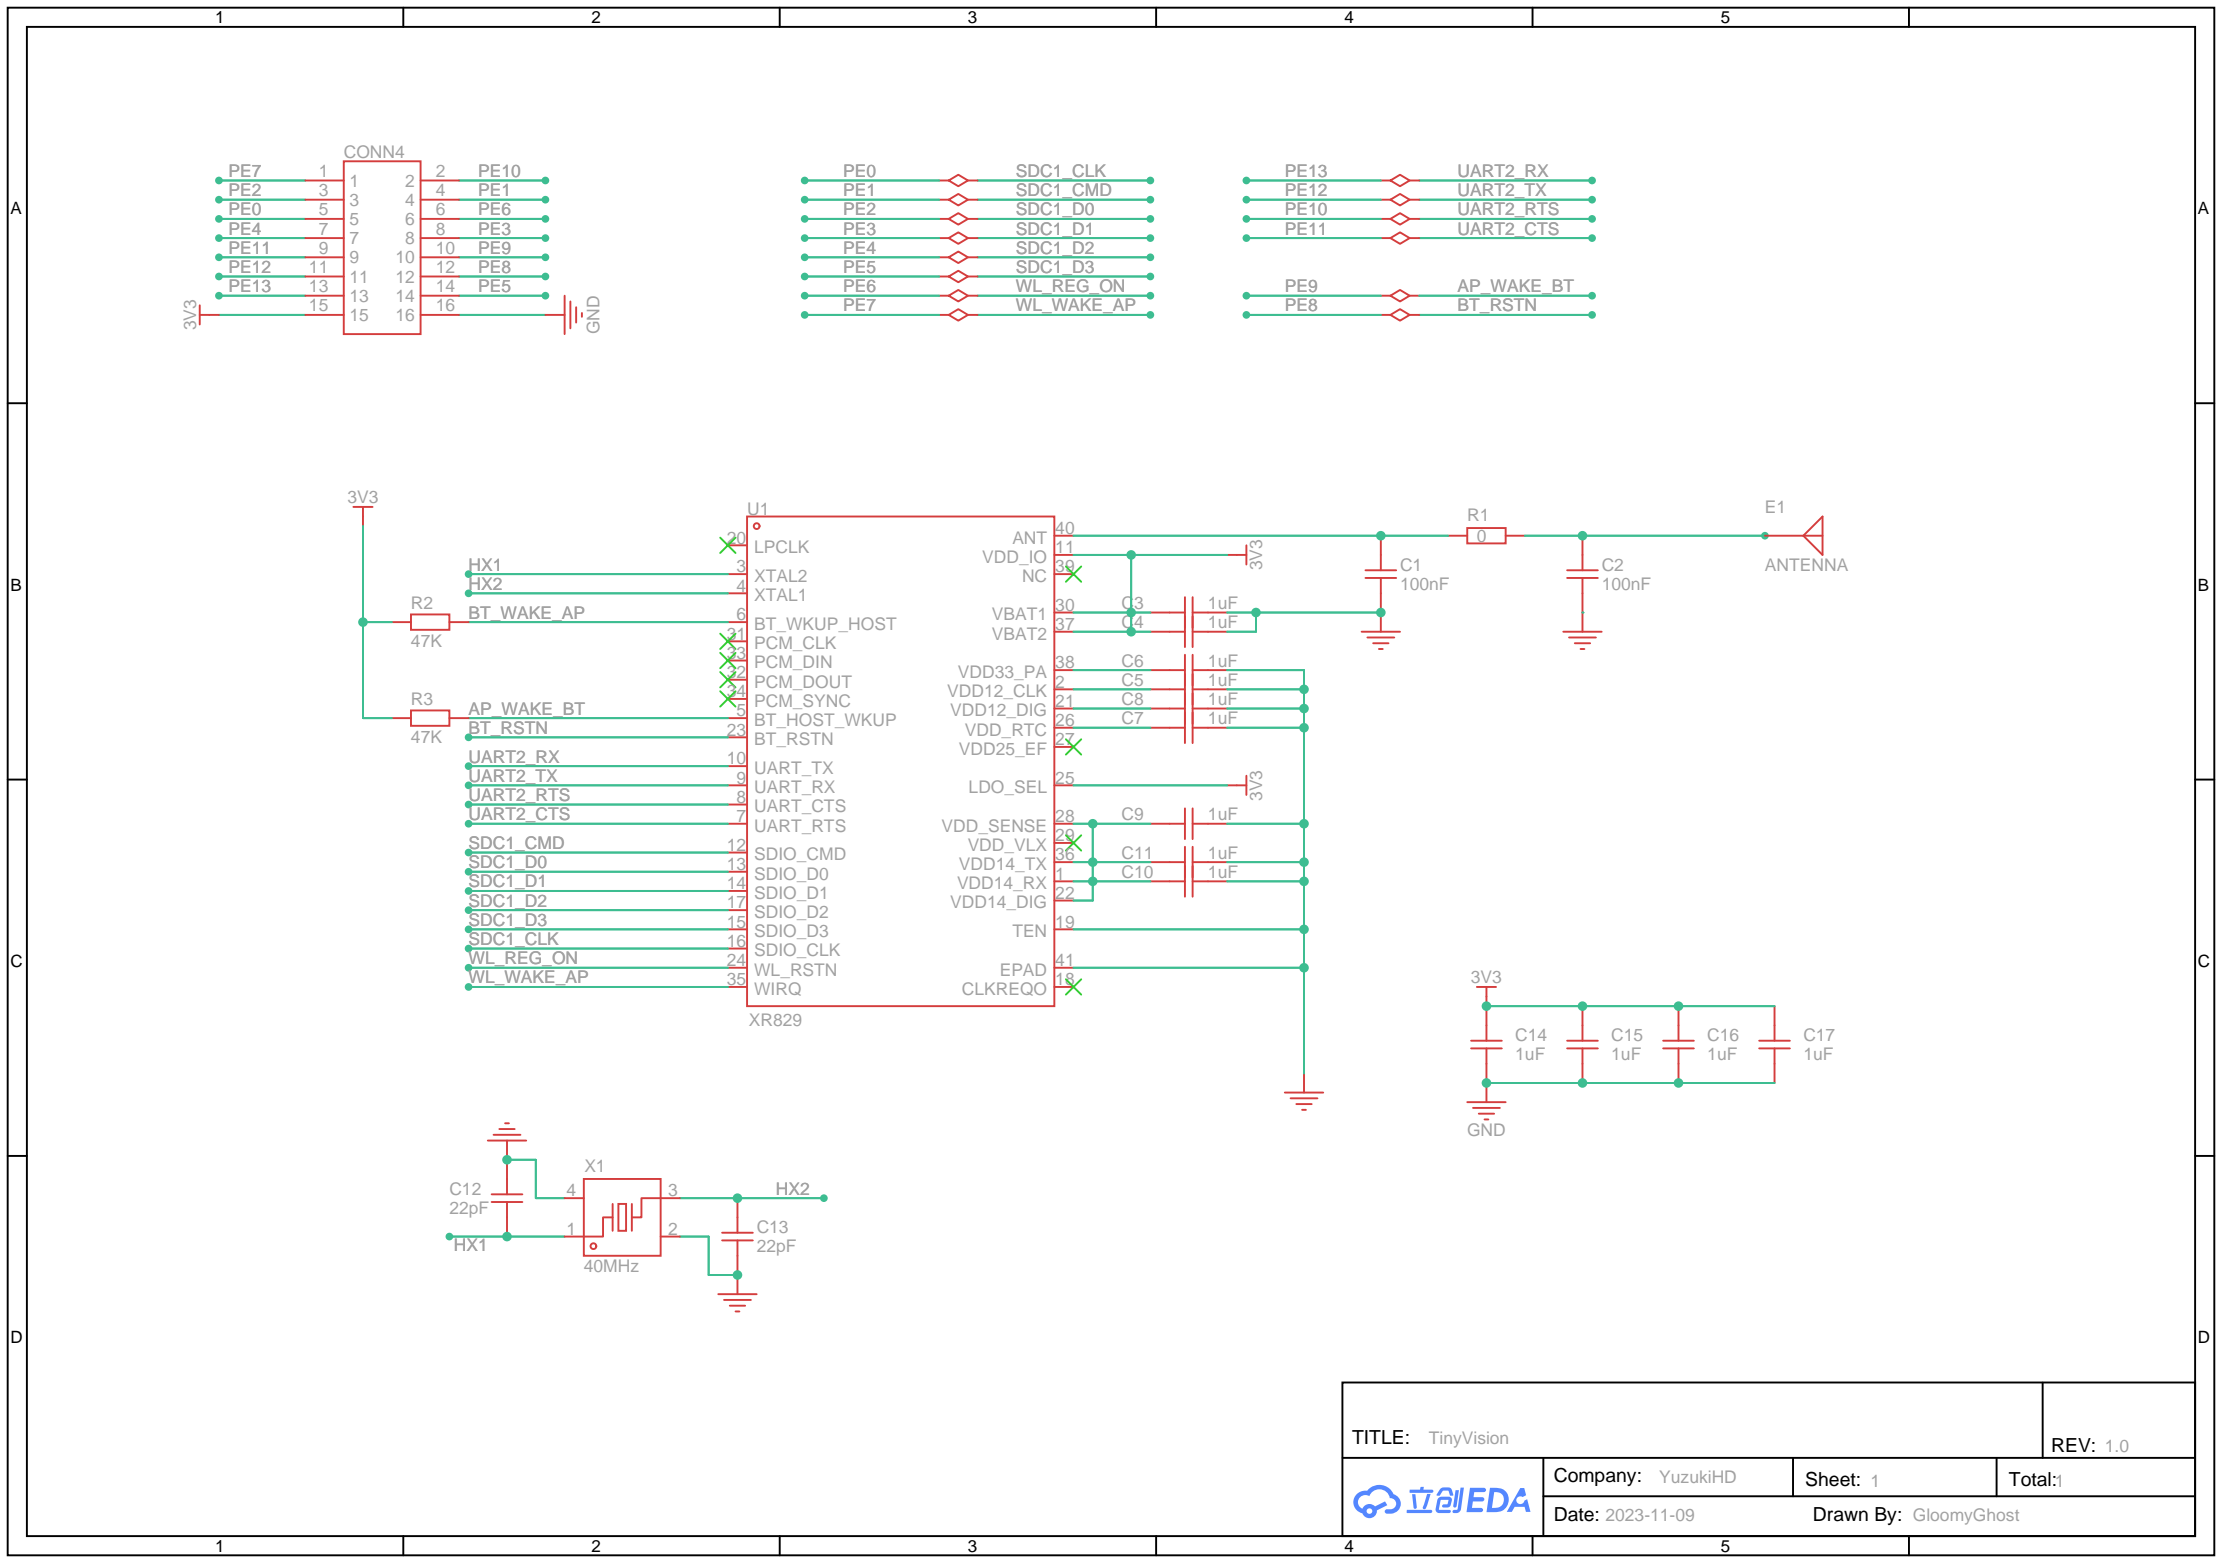 1 2 3 4 5
A A
B B
C C
D D
CONN4
PE7 1 1 2 2 PE10
PE2 3 3 4 4 PE1
PE0 5 5 6 6 PE6
PE4 7 7 8 8 PE3
PE11 9 9 10 10 PE9
PE12 11 11 12 12 PE8
PE13 13 13 14 14 PE5
3V3 15 15 16 16 GND
PE0 SDC1_CLK
PE1 SDC1_CMD
PE2 SDC1_D0
PE3 SDC1_D1
PE4 SDC1_D2
PE5 SDC1_D3
PE6 WL_REG_ON
PE7 WL_WAKE_AP
PE13 UART2_RX
PE12 UART2_TX
PE10 UART2_RTS
PE11 UART2_CTS
PE9 AP_WAKE_BT
PE8 BT_RSTN
3V3
R2
47K
R3
47K
U1
20 LPCLK
HX1 3 XTAL2
HX2 4 XTAL1
BT_WAKE_AP 6 BT_WKUP_HOST
31 PCM_CLK
33 PCM_DIN
32 PCM_DOUT
34 PCM_SYNC
AP_WAKE_BT 5 BT_HOST_WKUP
BT_RSTN 23 BT_RSTN
UART2_RX 10 UART_TX
UART2_TX 9 UART_RX
UART2_RTS 8 UART_CTS
UART2_CTS 7 UART_RTS
SDC1_CMD 12 SDIO_CMD
SDC1_D0 13 SDIO_D0
SDC1_D1 14 SDIO_D1
SDC1_D2 17 SDIO_D2
SDC1_D3 15 SDIO_D3
SDC1_CLK 16 SDIO_CLK
WL_REG_ON 24 WL_RSTN
WL_WAKE_AP 35 WIRQ
XR829
ANT 40
VDD_IO 11 3V3
NC 39
VBAT1 30 C3 1uF
VBAT2 37 C4 1uF
VDD33_PA 38 C6 1uF
VDD12_CLK 2 C5 1uF
VDD12_DIG 21 C8 1uF
VDD_RTC 26 C7 1uF
VDD25_EF 27
LDO_SEL 25 3V3
VDD_SENSE 28 C9 1uF
VDD_VLX 29
VDD14_TX 36 C11 1uF
VDD14_RX 1 C10 1uF
VDD14_DIG 22
TEN 19
EPAD 41
CLKREQO 18
R1
0
C1
100nF
C2
100nF
E1
ANTENNA
3V3
C14 C15 C16 C17
1uF 1uF 1uF 1uF
GND
X1
C12
22pF
4 3 HX2
HX1 1 2
C13
22pF
40MHz
TITLE: TinyVision
REV: 1.0
立创EDA
Company: YuzukiHD
Sheet: 1
Total:1
Date: 2023-11-09
Drawn By: GloomyGhost
1 2 3 4 5